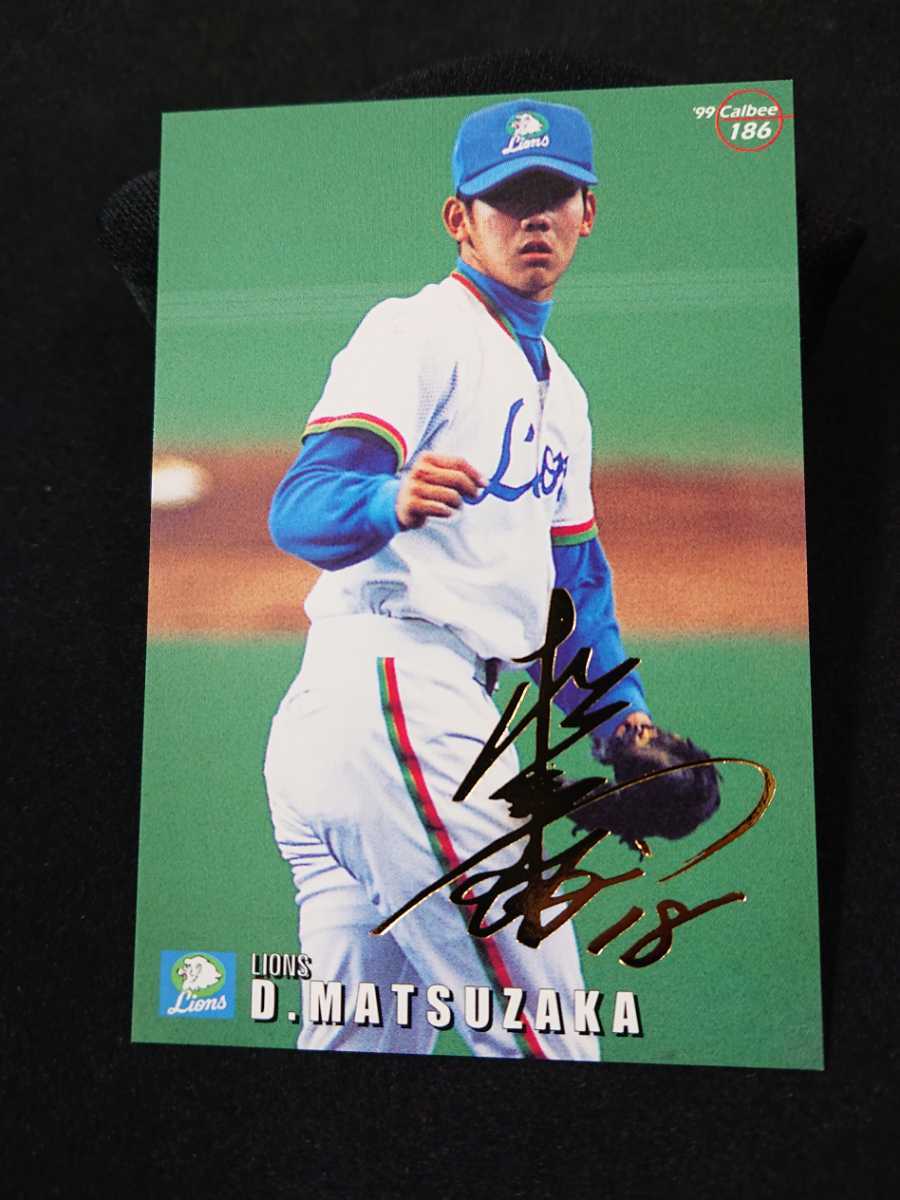 '99 Calbee
186
Lions
Lions
18
LIONS
D.MATSUZAKA
Lions